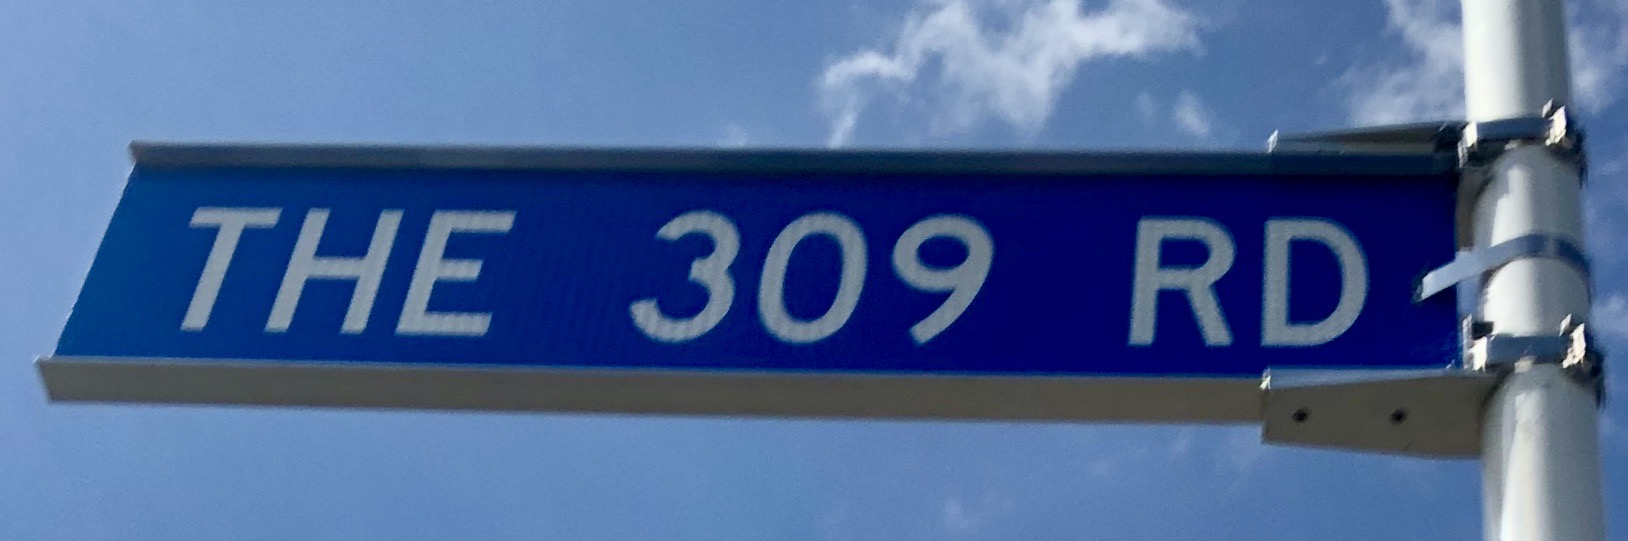 THE 309 RD